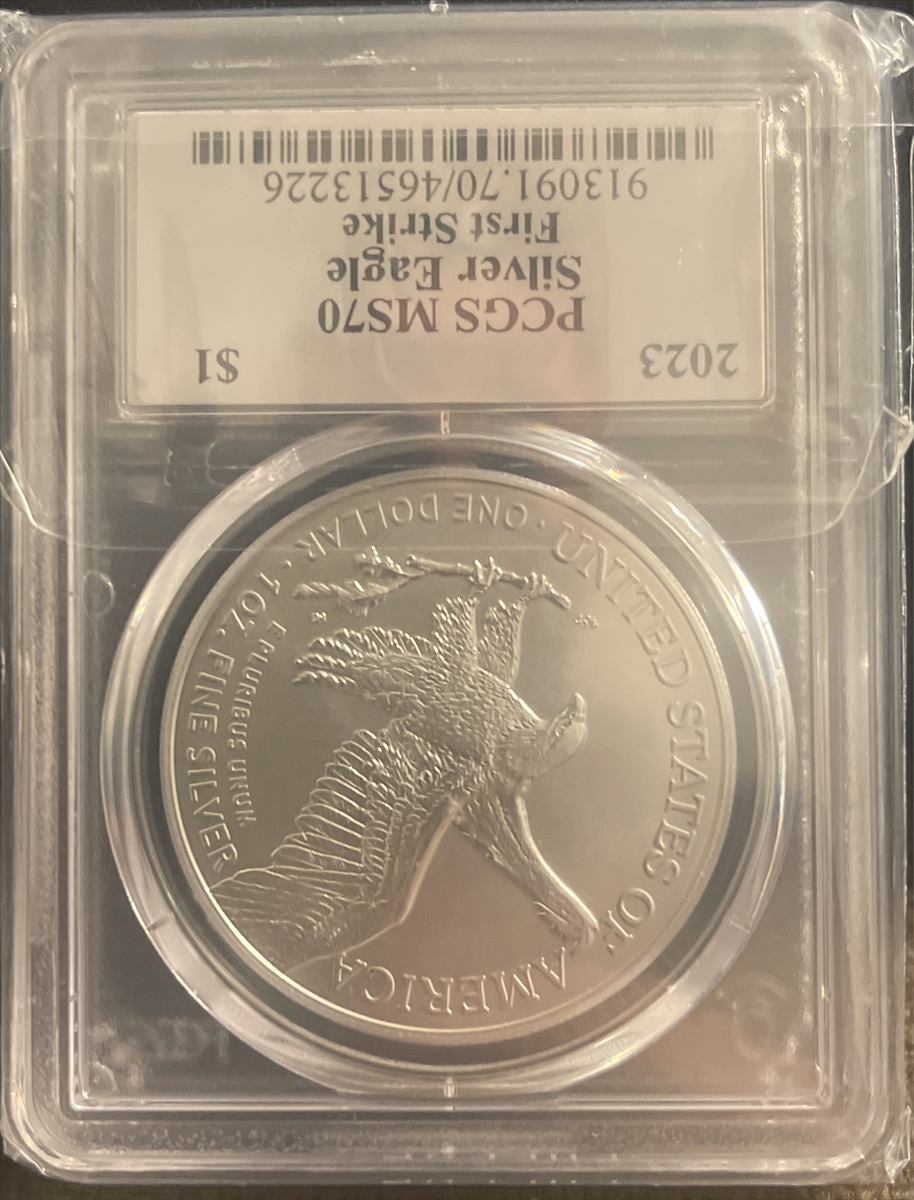 2023
$1
PCGS MS70
Silver Eagle
First Strike
913091.70/46513226
UNITED STATES OF AMERICA
· ONE DOLLAR · 1 OZ. FINE SILVER
E PLURIBUS UNUM